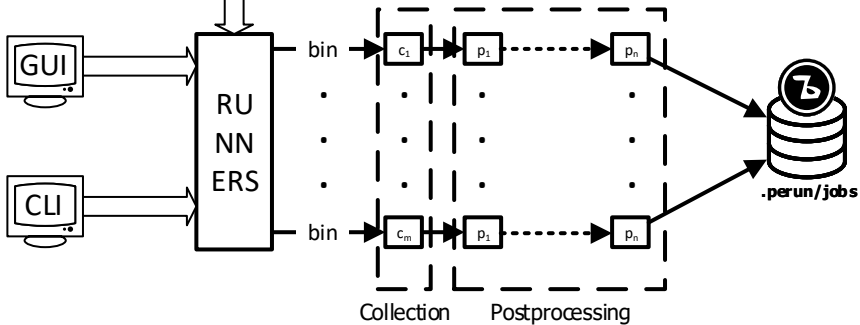 GUI
CLI
RU
NN
ERS
bin c₁ p₁ pₙ
bin cₘ p₁ pₙ
.perun/jobs
Collection Postprocessing